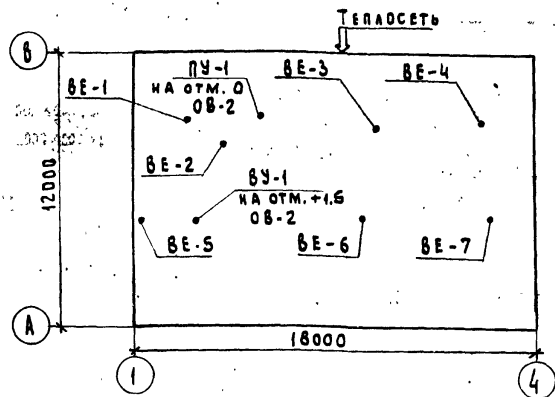 ТЕПЛОСЕТЬ
В
ПУ-1
НА ОТМ. 0
ОВ-2
ВЕ-1
ВЕ-3
ВЕ-4
ВЕ-2
ВУ-1
НА ОТМ. +1.5
ОВ-2
12000
ВЕ-5
ВЕ-6
ВЕ-7
А
18000
1
4